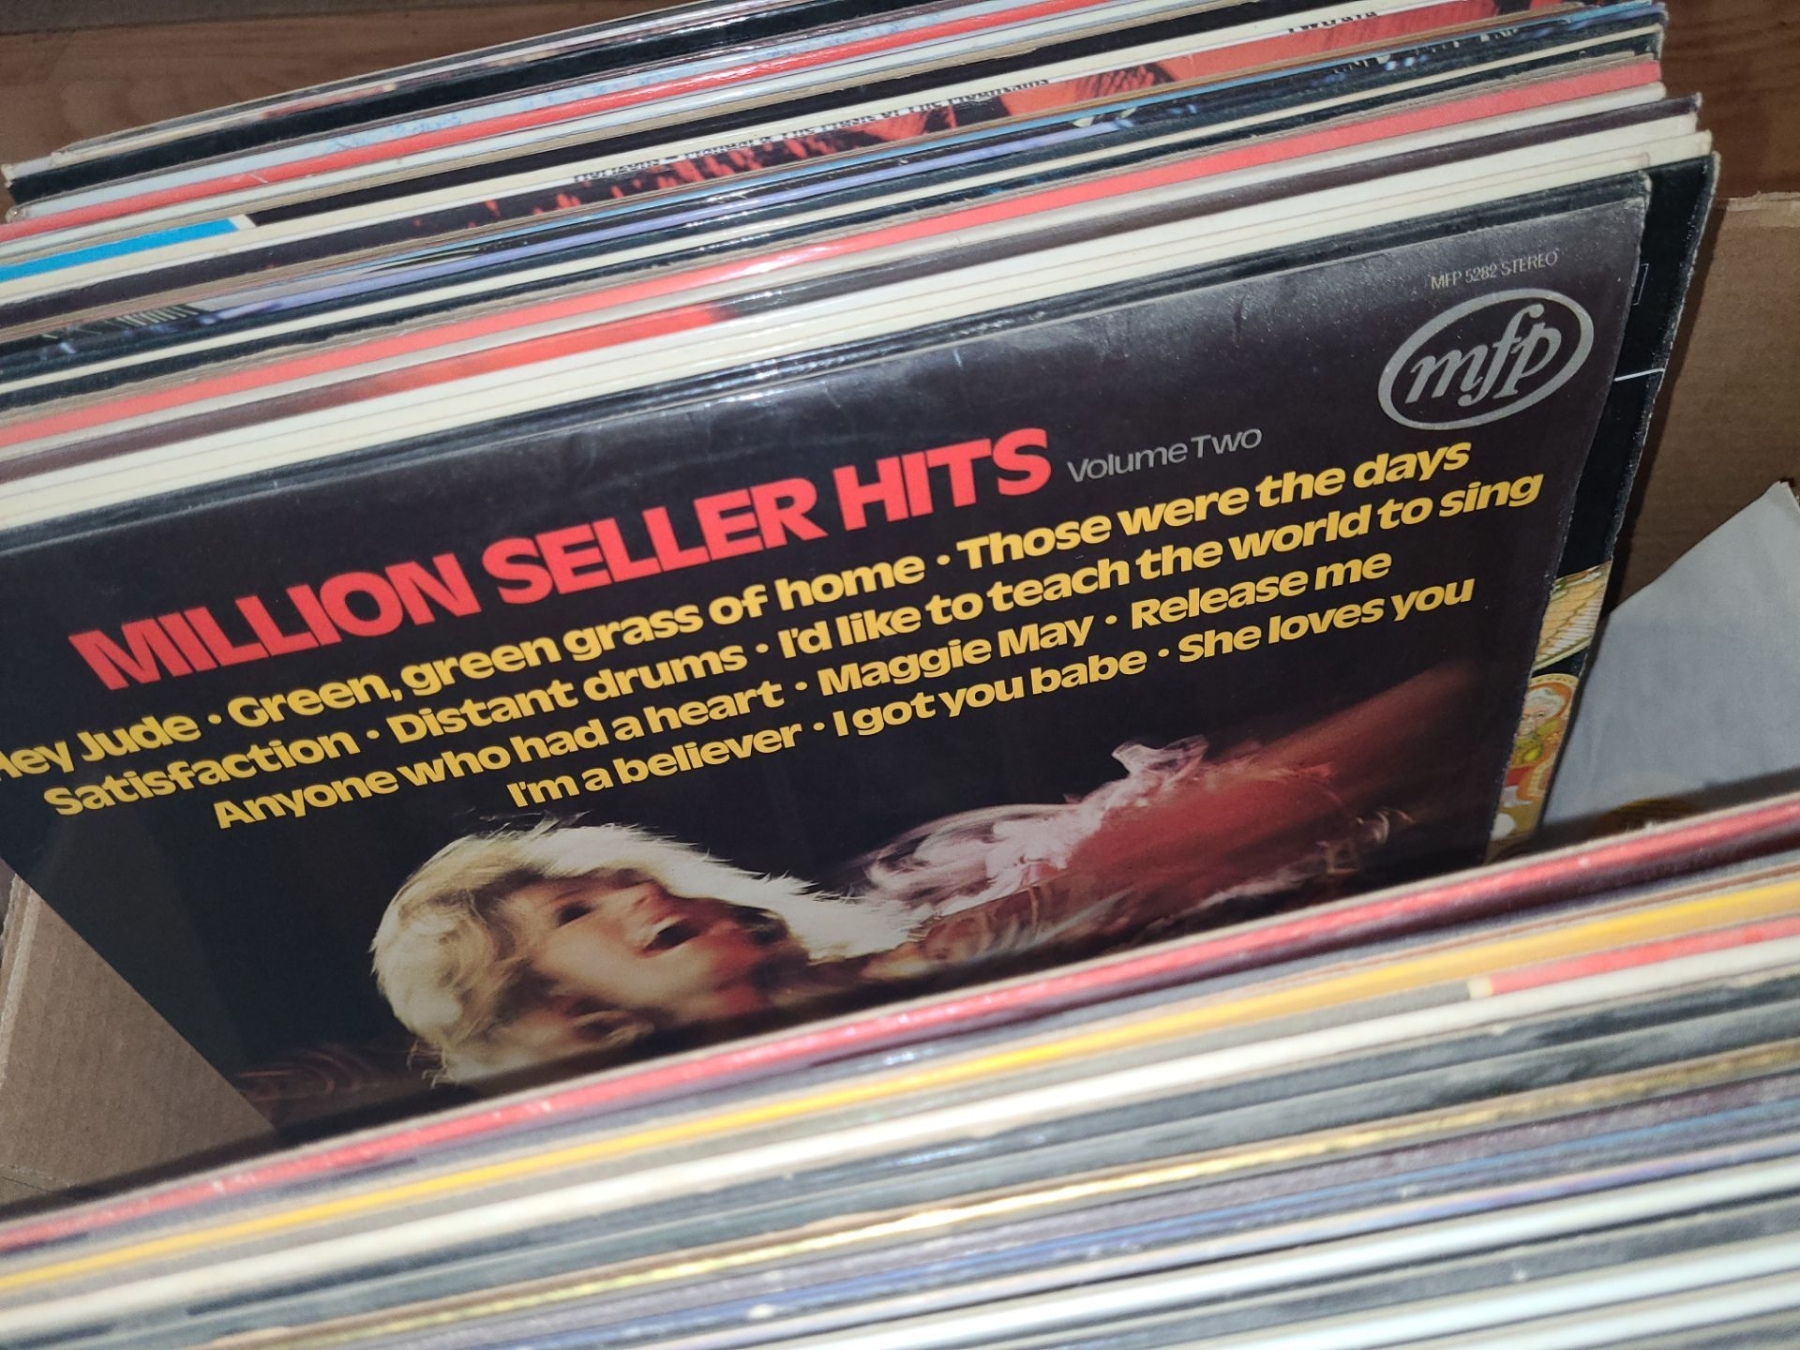 MFP 5282 STEREO
mfp
MILLION SELLER HITS Volume Two
Hey Jude • Green, green grass of home • Those were the days
Satisfaction • Distant drums • I'd like to teach the world to sing
Anyone who had a heart • Maggie May • Release me
I'm a believer • I got you babe • She loves you